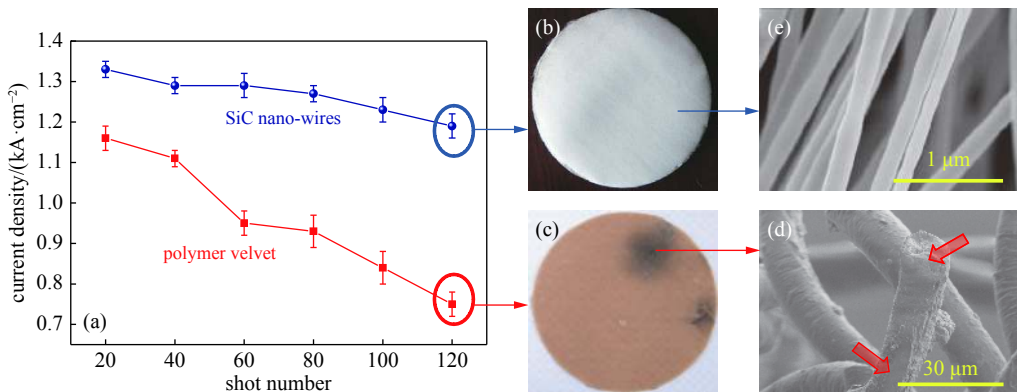 1.4
1.3
1.2
1.1
1.0
0.9
0.8
0.7
current density/(kA·cm⁻²)
SiC nano-wires
polymer velvet
(a)
20 40 60 80 100 120
shot number
(b)
(e)
1 μm
(c)
(d)
30 μm